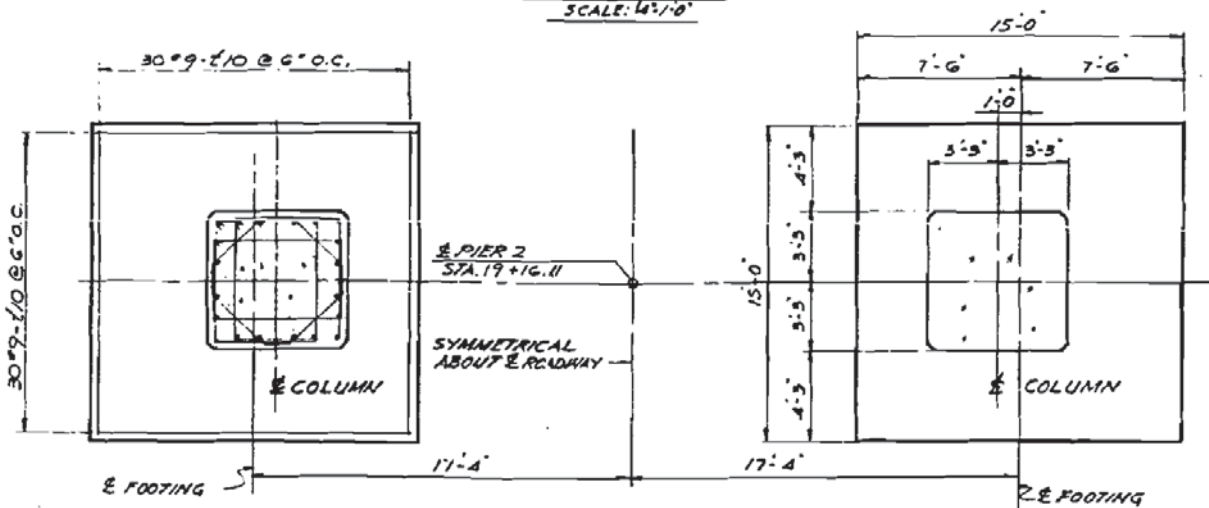 SCALE: ¼"=1'-0"
15'-0"
30 #9-f10 @ 6" O.C.
7'-6"
7'-6"
1'-0"
3'-3"
3'-3"
4'-3"
30 #9-f10 @ 6" O.C.
℄ PIER 2
STA. 19+16.11
3'-3"
15'-0"
3'-3"
SYMMETRICAL
ABOUT ℄ ROADWAY
℄ COLUMN
℄ COLUMN
4'-3"
17'-4"
17'-4"
℄ FOOTING
℄ FOOTING